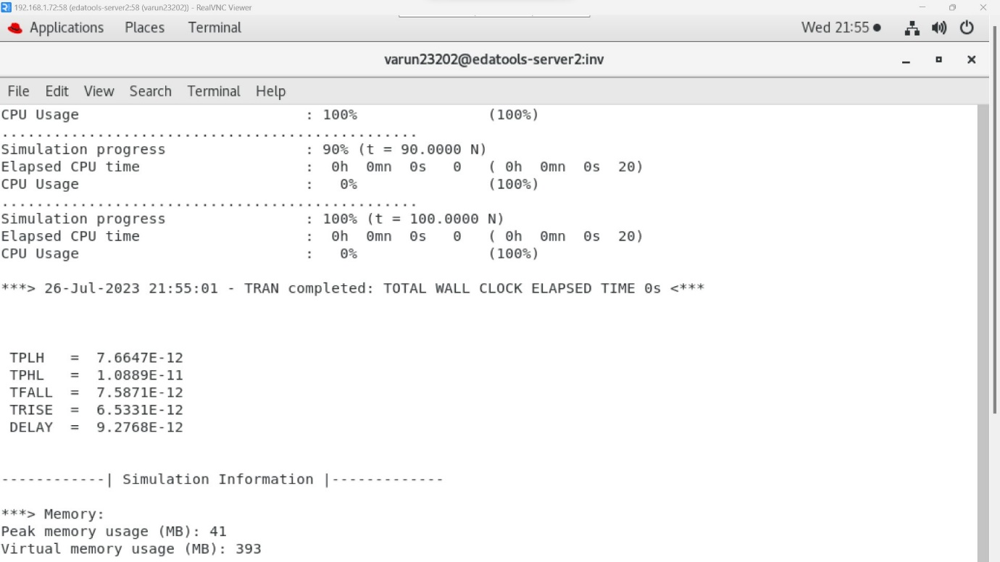 192.168.1.72:58 (edatools-server2:58 (varun23202)) - RealVNC Viewer
Applications Places Terminal Wed 21:55
varun23202@edatools-server2:inv
File Edit View Search Terminal Help
CPU Usage : 100% (100%)
................................................
Simulation progress : 90% (t = 90.0000 N)
Elapsed CPU time : 0h 0mn 0s 0 ( 0h 0mn 0s 20)
CPU Usage : 0% (100%)
................................................
Simulation progress : 100% (t = 100.0000 N)
Elapsed CPU time : 0h 0mn 0s 0 ( 0h 0mn 0s 20)
CPU Usage : 0% (100%)
***> 26-Jul-2023 21:55:01 - TRAN completed: TOTAL WALL CLOCK ELAPSED TIME 0s <***
TPLH = 7.6647E-12
TPHL = 1.0889E-11
TFALL = 7.5871E-12
TRISE = 6.5331E-12
DELAY = 9.2768E-12
------------| Simulation Information |-------------
***> Memory:
Peak memory usage (MB): 41
Virtual memory usage (MB): 393